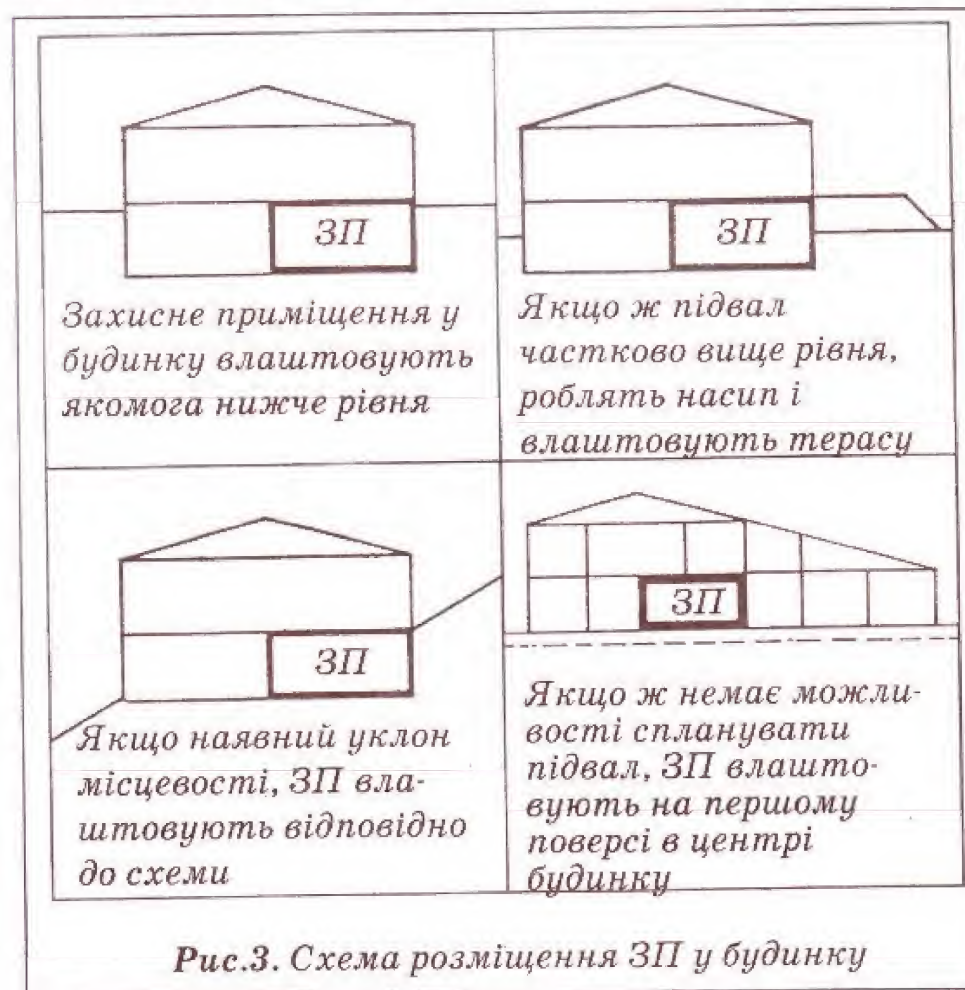 ЗП
Захисне приміщення у
будинку влаштовують
якомога нижче рівня
ЗП
Якщо ж підвал
частково вище рівня,
роблять насип і
влаштовують терасу
ЗП
Якщо наявний уклон
місцевості, ЗП вла-
штовують відповідно
до схеми
ЗП
Якщо ж немає можли-
вості спланувати
підвал, ЗП влашто-
вують на першому
поверсі в центрі
будинку
Рис.3. Схема розміщення ЗП у будинку